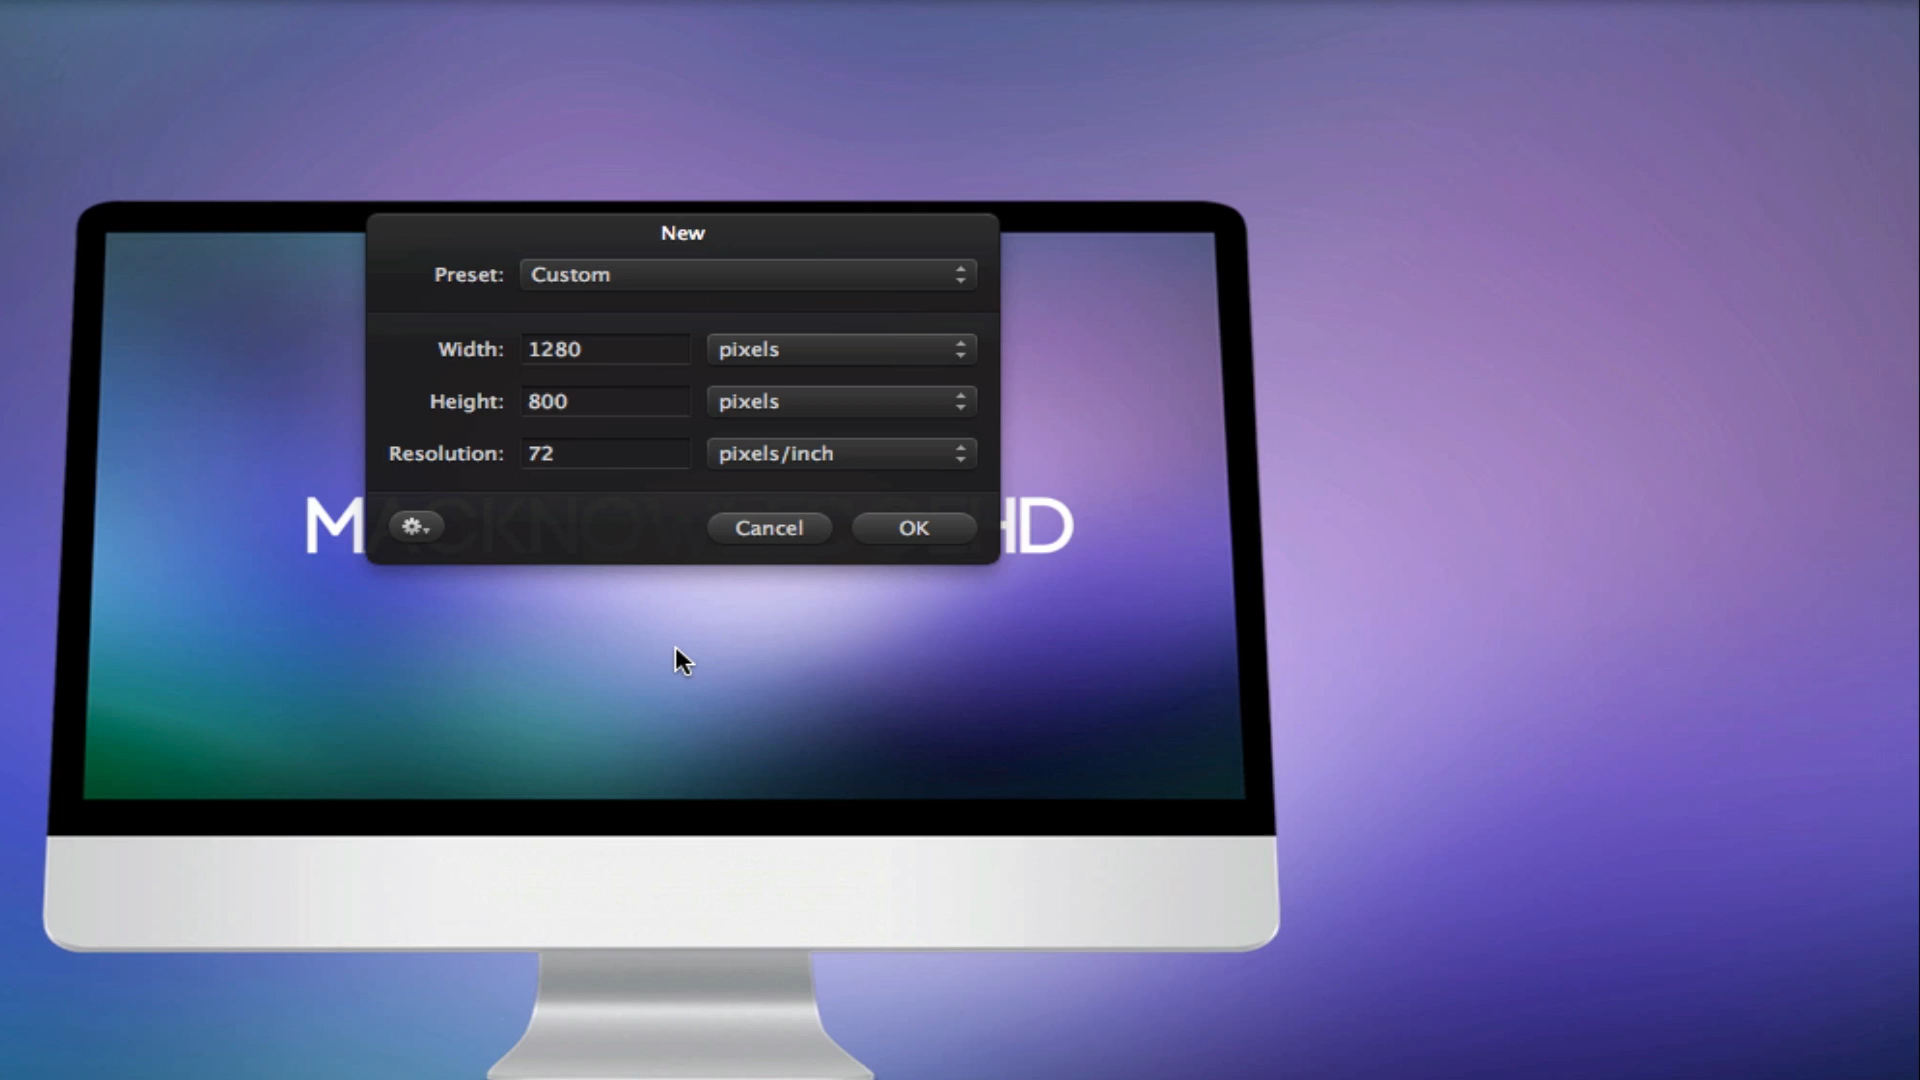 New
Preset: Custom
Width: 1280 pixels
Height: 800 pixels
Resolution: 72 pixels/inch
Cancel OK